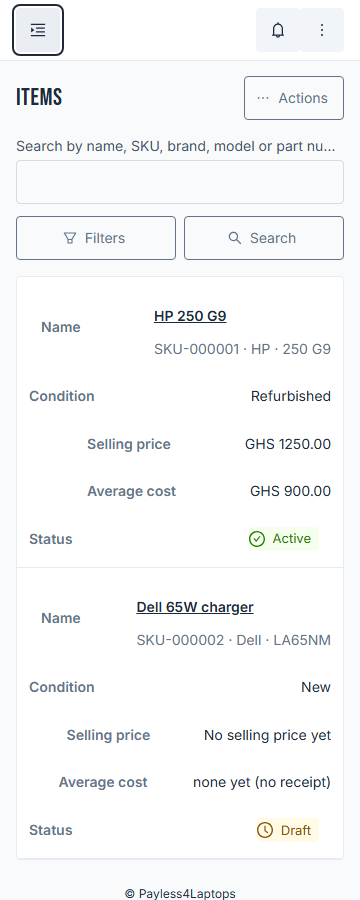 ITEMS
··· Actions
Search by name, SKU, brand, model or part nu...
Filters
Search
Name
HP 250 G9
SKU-000001 · HP · 250 G9
Condition
Refurbished
Selling price
GHS 1250.00
Average cost
GHS 900.00
Status
Active
Name
Dell 65W charger
SKU-000002 · Dell · LA65NM
Condition
New
Selling price
No selling price yet
Average cost
none yet (no receipt)
Status
Draft
© Payless4Laptops